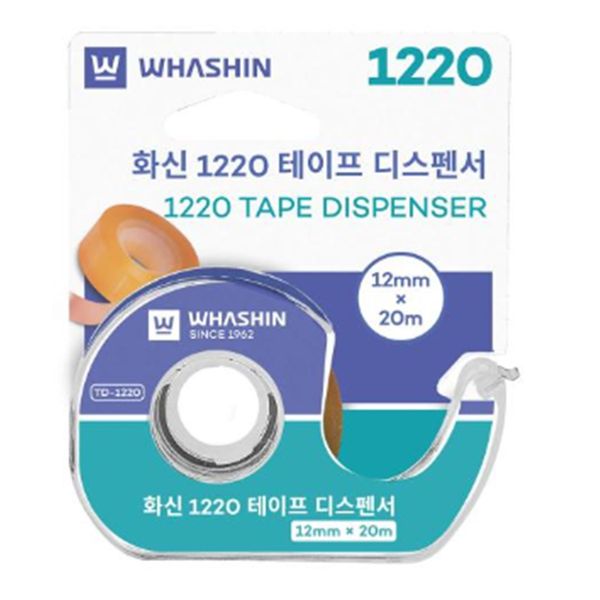 WHASHIN
1220
화신 1220 테이프 디스펜서
1220 TAPE DISPENSER
12mm
×
20m
WHASHIN
SINCE 1962
TD-1220
화신 1220 테이프 디스펜서
12mm × 20m